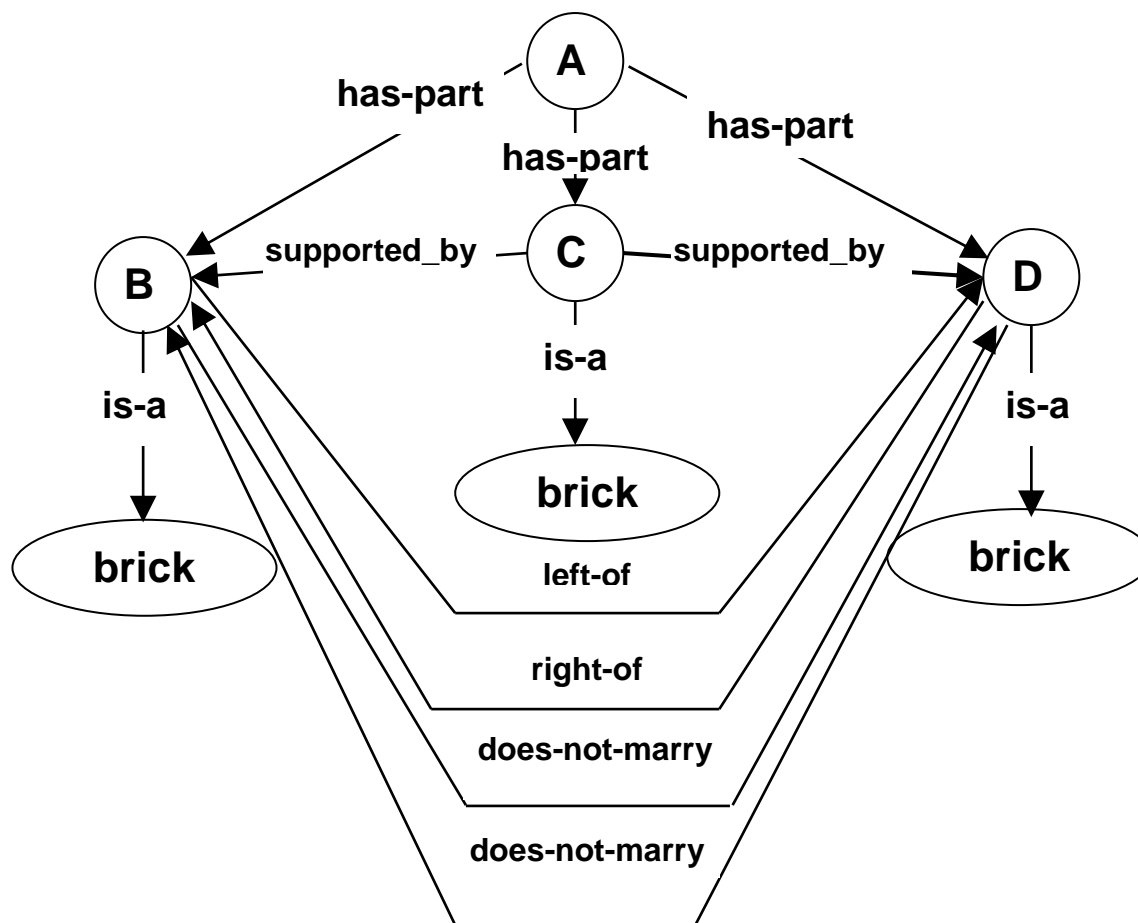 A
has-part
has-part
has-part
supported_by
C
supported_by
B
D
is-a
is-a
is-a
brick
brick
brick
left-of
right-of
does-not-marry
does-not-marry